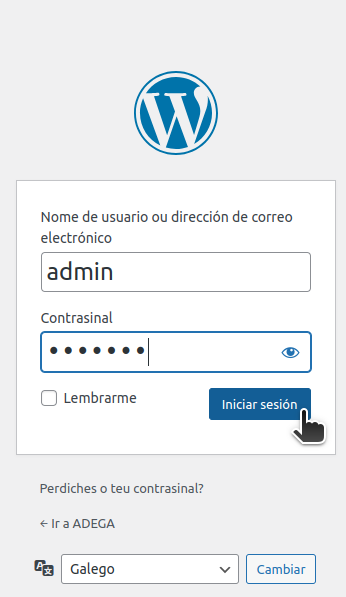 Nome de usuario ou dirección de correo
electrónico
admin
Contrasinal
•••••••
Lembrarme
Iniciar sesión
Perdiches o teu contrasinal?
← Ir a ADEGA
Galego
Cambiar